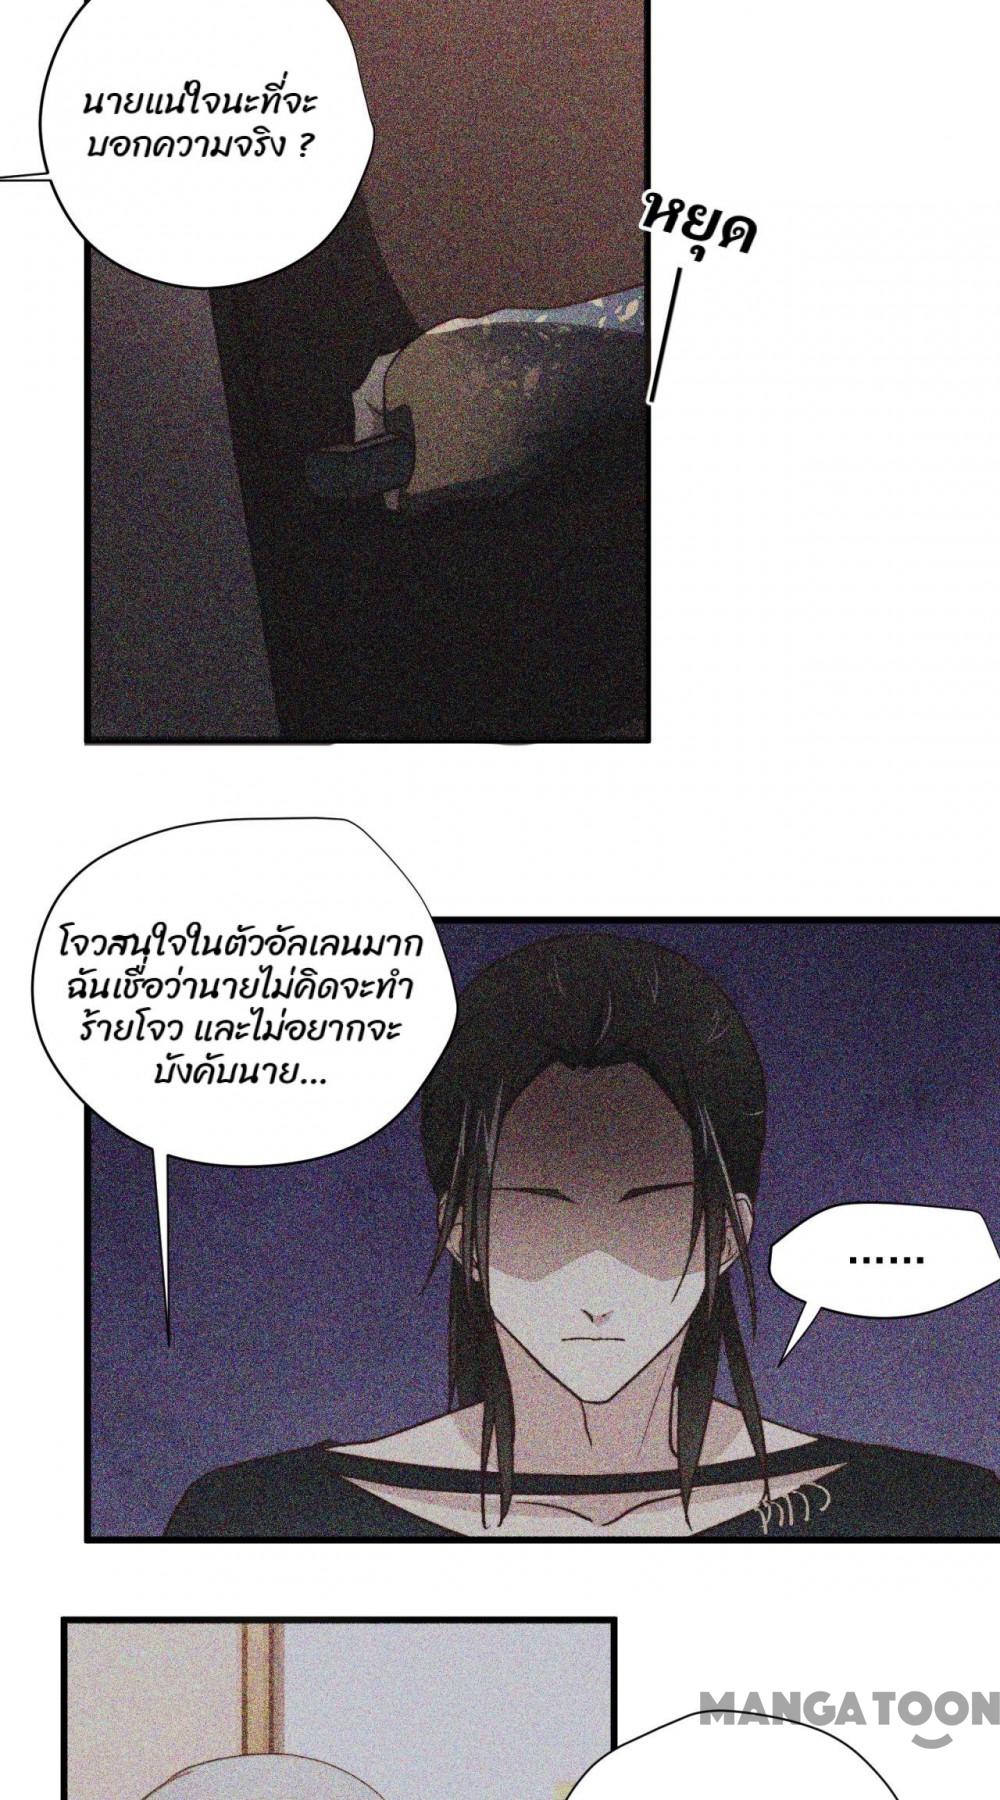 นายแน่ใจนะที่จะ
บอกความจริง ?
หยุด
โจวสนใจในตัวอัลเลนมาก
ฉันเชื่อว่านายไม่คิดจะทำ
ร้ายโจว และไม่อยากจะ
บังคับนาย...
......
MANGATOON